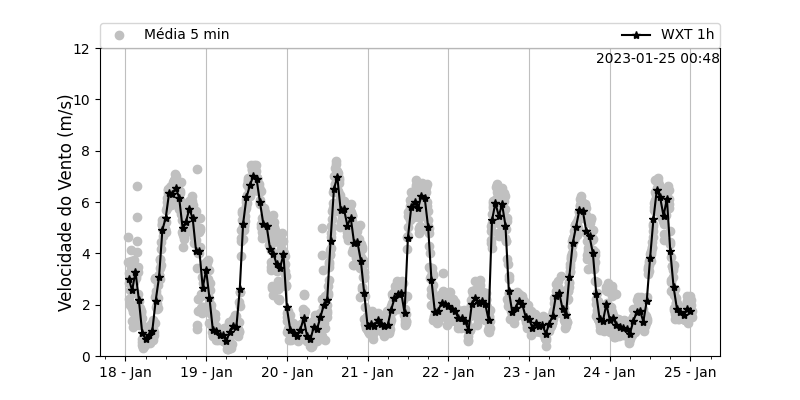 Média 5 min
WXT 1h
2023-01-25 00:48
Velocidade do Vento (m/s)
12
10
8
6
4
2
0
18 - Jan
19 - Jan
20 - Jan
21 - Jan
22 - Jan
23 - Jan
24 - Jan
25 - Jan